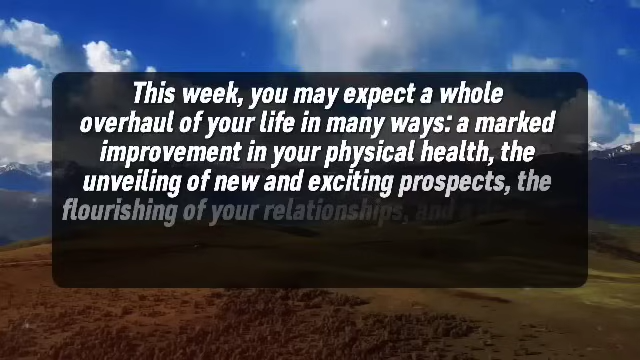 This week, you may expect a whole
overhaul of your life in many ways: a marked
improvement in your physical health, the
unveiling of new and exciting prospects, the
flourishing of your relationships, and a